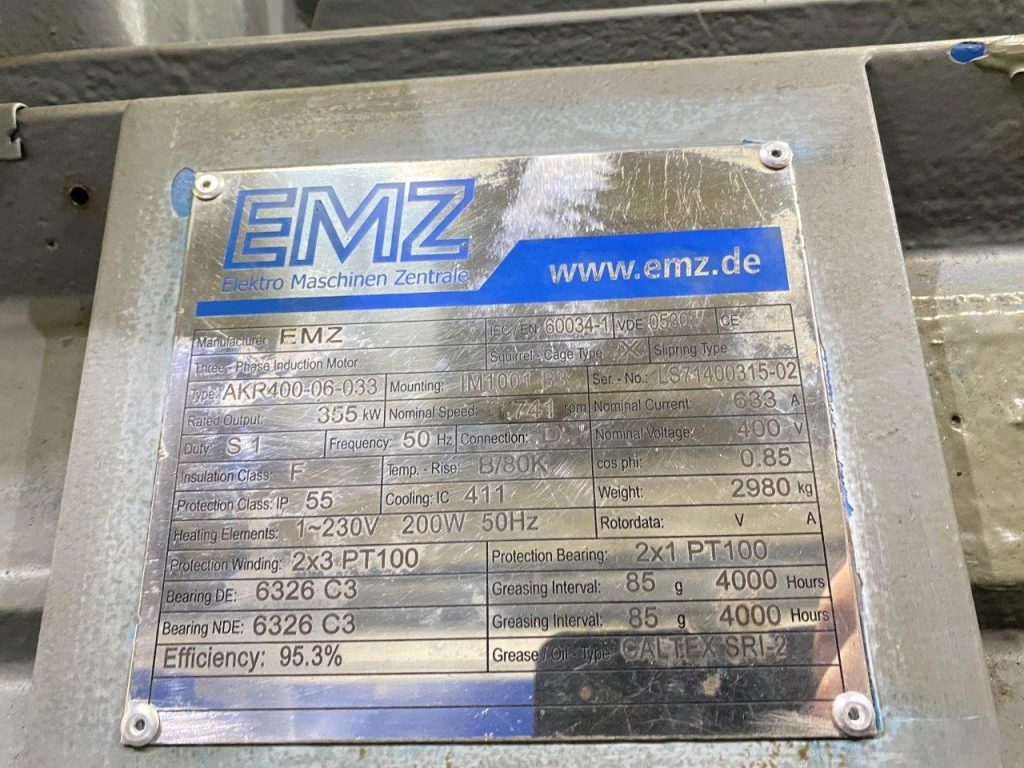 EMZ
Elektro Maschinen Zentrale
www.emz.de
Manufacturer: EMZ IEC/EN 60034-1 VDE 0530 CE
Three - Phase Induction Motor Squirrel - Cage Type X Slipring Type
Type: AKR400-06-033 Mounting: IM1001 B3 Ser. - No.: LS71400315-02
Rated Output: 355 kW Nominal Speed: 741 rpm Nominal Current: 633 A
Duty: S 1 Frequency: 50 Hz Connection: D Nominal Voltage: 400 V
Insulation Class: F Temp. - Rise: B/80K cos phi: 0.85
Protection Class: IP 55 Cooling: IC 411 Weight: 2980 kg
Heating Elements: 1~230V 200W 50Hz Rotordata: V A
Protection Winding: 2x3 PT100 Protection Bearing: 2x1 PT100
Bearing DE: 6326 C3 Greasing Interval: 85 g 4000 Hours
Bearing NDE: 6326 C3 Greasing Interval: 85 g 4000 Hours
Efficiency: 95.3% Grease / Oil - Type: CALTEX SRI-2